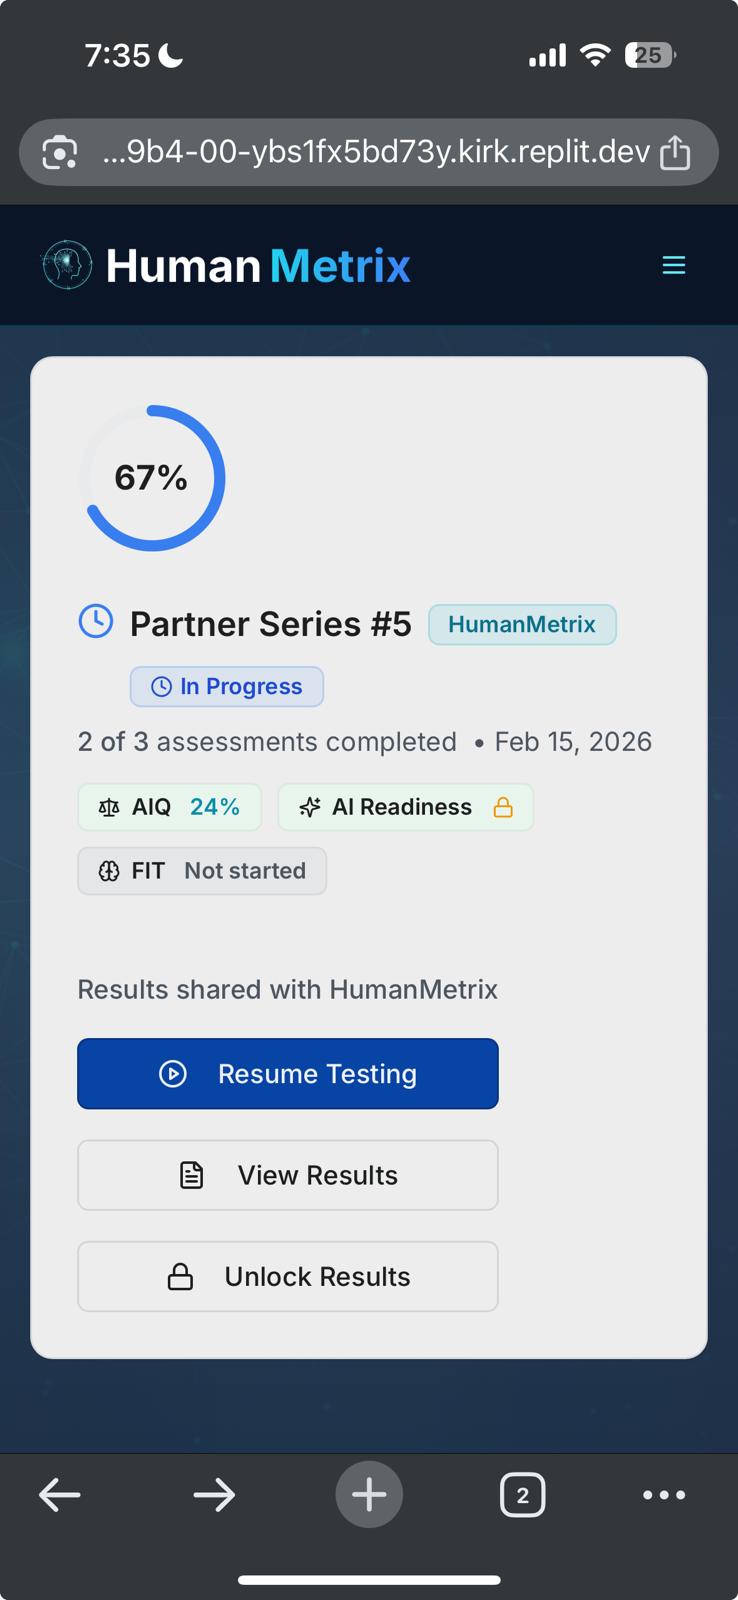 7:35
25
...9b4-00-ybs1fx5bd73y.kirk.replit.dev
Human Metrix
67%
Partner Series #5 HumanMetrix
In Progress
2 of 3 assessments completed • Feb 15, 2026
AIQ 24% AI Readiness
FIT Not started
Results shared with HumanMetrix
Resume Testing
View Results
Unlock Results
2